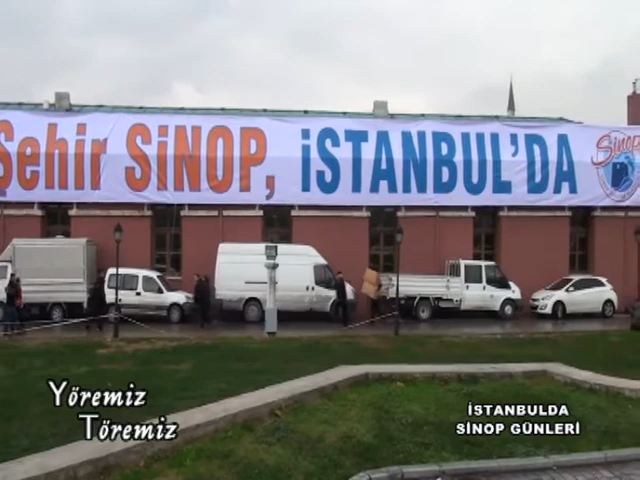 Şehir SİNOP, İSTANBUL'DA
Sinop
Yöremiz
Töremiz
İSTANBULDA
SİNOP GÜNLERİ